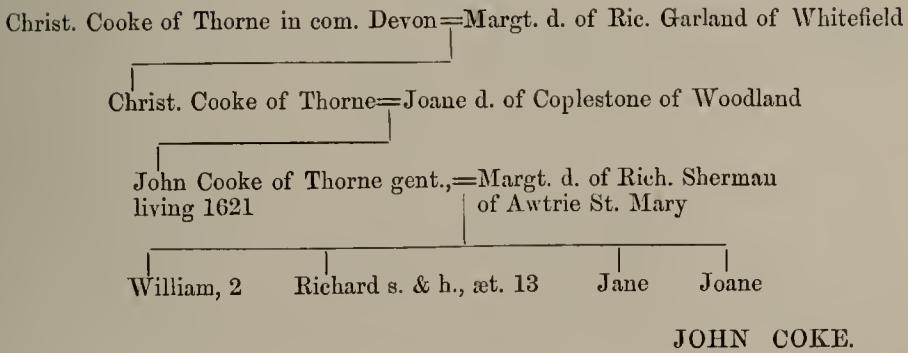 Christ. Cooke of Thorne in com. Devon=Margt. d. of Ric. Garland of Whitefield
Christ. Cooke of Thorne=Joane d. of Coplestone of Woodland
John Cooke of Thorne gent.,=Margt. d. of Rich. Sherman
living 1621 of Awtrie St. Mary
William, 2 Richard s. & h., æt. 13 Jane Joane
JOHN COKE.